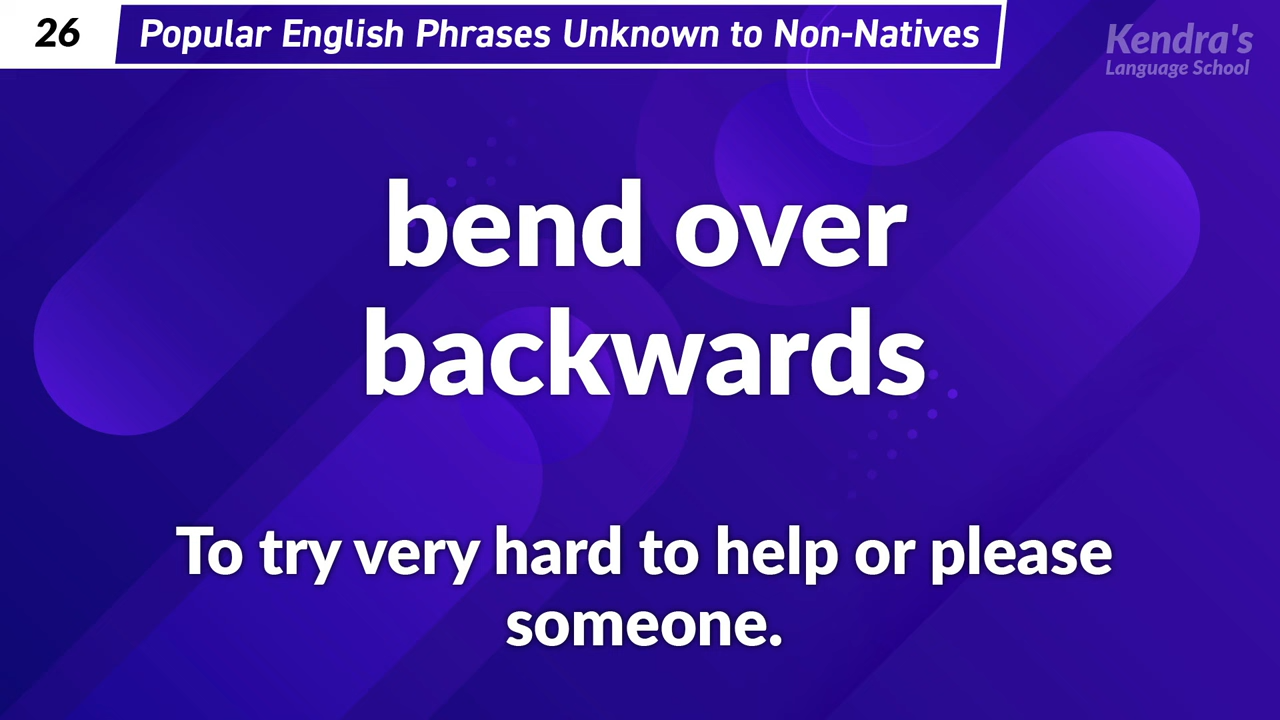 26
Popular English Phrases Unknown to Non-Natives
Kendra's
Language School
bend over
backwards
To try very hard to help or please
someone.